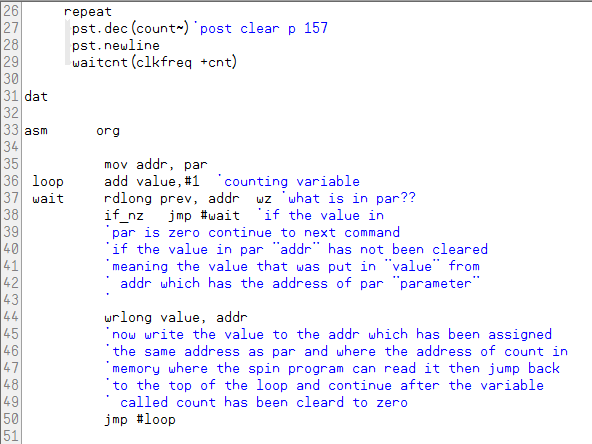 26 repeat
27 pst.dec(count~)'post clear p 157
28 pst.newline
29 waitcnt(clkfreq +cnt)
30
31 dat
32
33 asm org
34
35 mov addr, par
36 loop add value,#1 'counting variable
37 wait rdlong prev, addr wz 'what is in par??
38 if_nz jmp #wait 'if the value in
39 'par is zero continue to next command
40 'if the value in par "addr" has not been cleared
41 'meaning the value that was put in "value" from
42 ' addr which has the address of par "parameter"
43 '
44 wrlong value, addr
45 'now write the value to the addr which has been assigned
46 'the same address as par and where the address of count in
47 'memory where the spin program can read it then jump back
48 'to the top of the loop and continue after the variable
49 ' called count has been cleard to zero
50 jmp #loop
51